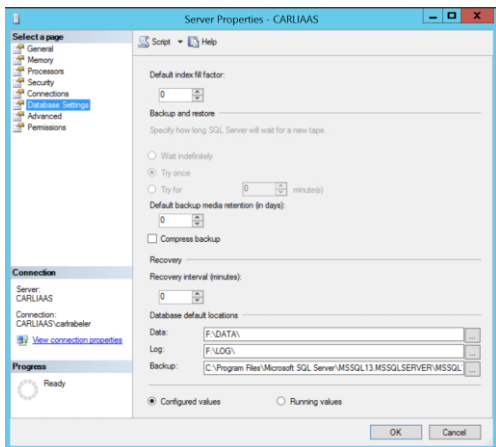 Server Properties - CARLIAAS
Select a page
General
Memory
Processors
Security
Connections
Database Settings
Advanced
Permissions
Script
Help
Default index fill factor:
0
Backup and restore
Specify how long SQL Server will wait for a new tape.
Wait indefinitely
Try once
Try for 0 minute(s)
Default backup media retention (in days):
0
Compress backup
Recovery
Recovery interval (minutes):
0
Database default locations
Data: F:\DATA\ ...
Log: F:\LOG\ ...
Backup: C:\Program Files\Microsoft SQL Server\MSSQL13.MSSQLSERVER\MSSQL ...
Configured values
Running values
Connection
Server:
CARLIAAS
Connection:
CARLIAAS\carlrabeler
View connection properties
Progress
Ready
OK
Cancel